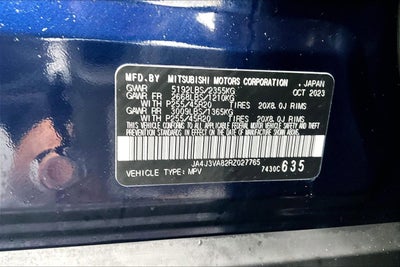 MFD.BY MITSUBISHI MOTORS CORPORATION, JAPAN
GVWR 5192LBS/2355KG OCT 2023
GAWR FR 2668LBS/1210KG
WITH P255/45R20 TIRES 20X8.0J RIMS
GAWR RR 3009LBS/1365KG
WITH P255/45R20 TIRES 20X8.0J RIMS
THIS VEHICLE CONFORMS TO ALL APPLICABLE
FEDERAL MOTOR VEHICLE SAFETY AND THEFT
PREVENTION STANDARDS IN EFFECT ON THE DATE
OF MANUFACTURE SHOWN ABOVE.
JA4J3VA82RZ027765
VEHICLE TYPE: MPV 7430C635